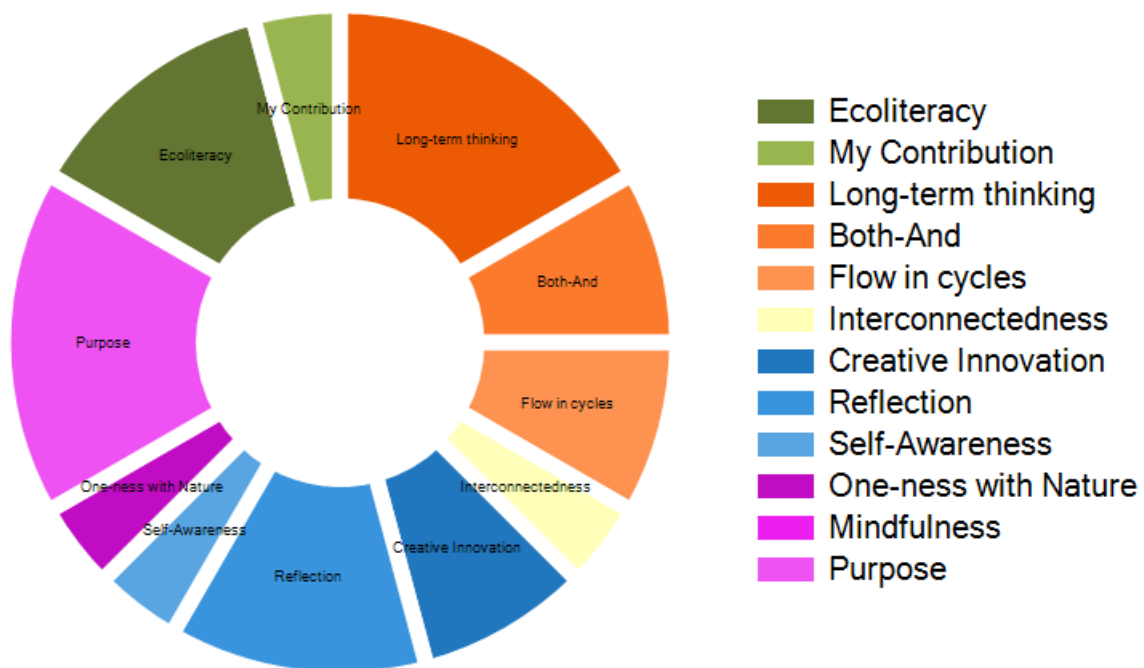 My Contribution
Long-term thinking
Ecoliteracy
Both-And
Purpose
Flow in cycles
One-ness with Nature
Interconnectedness
Self-Awareness
Creative Innovation
Reflection
Ecoliteracy
My Contribution
Long-term thinking
Both-And
Flow in cycles
Interconnectedness
Creative Innovation
Reflection
Self-Awareness
One-ness with Nature
Mindfulness
Purpose